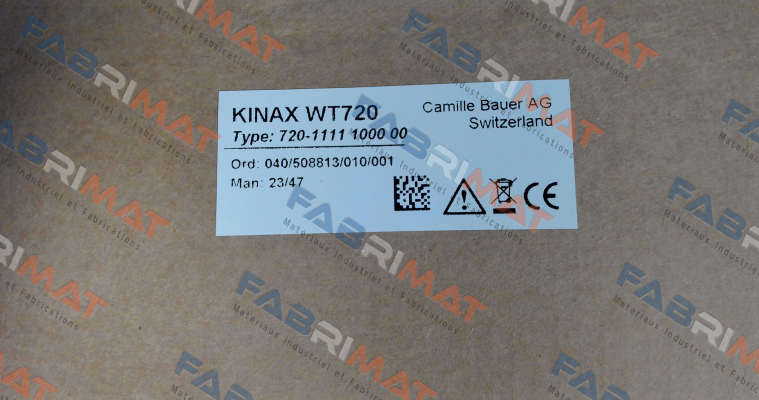 KINAX WT720
Camille Bauer AG
Switzerland
Type: 720-1111 1000 00
Ord: 040/508813/010/001
Man: 23/47
CE
FABRIMAT
Materiaux Industriel et Fabrications